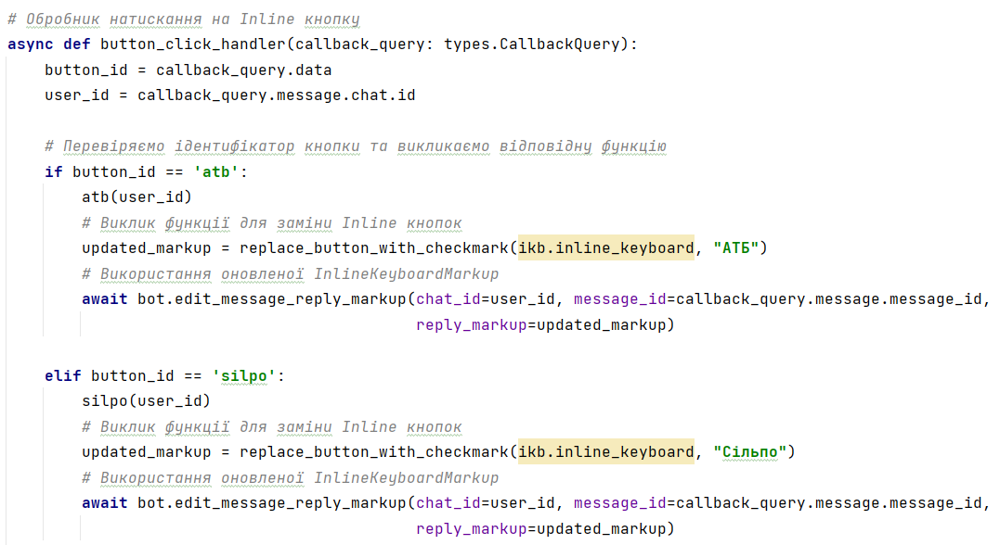 # Обробник натискання на Inline кнопку
async def button_click_handler(callback_query: types.CallbackQuery):
    button_id = callback_query.data
    user_id = callback_query.message.chat.id
    # Перевіряємо ідентифікатор кнопки та викликаємо відповідну функцію
    if button_id == 'atb':
        atb(user_id)
        # Виклик функції для заміни Inline кнопок
        updated_markup = replace_button_with_checkmark(ikb.inline_keyboard, "АТБ")
        # Використання оновленої InlineKeyboardMarkup
        await bot.edit_message_reply_markup(chat_id=user_id, message_id=callback_query.message.message_id,
                                            reply_markup=updated_markup)
    elif button_id == 'silpo':
        silpo(user_id)
        # Виклик функції для заміни Inline кнопок
        updated_markup = replace_button_with_checkmark(ikb.inline_keyboard, "Сільпо")
        # Використання оновленої InlineKeyboardMarkup
        await bot.edit_message_reply_markup(chat_id=user_id, message_id=callback_query.message.message_id,
                                            reply_markup=updated_markup)